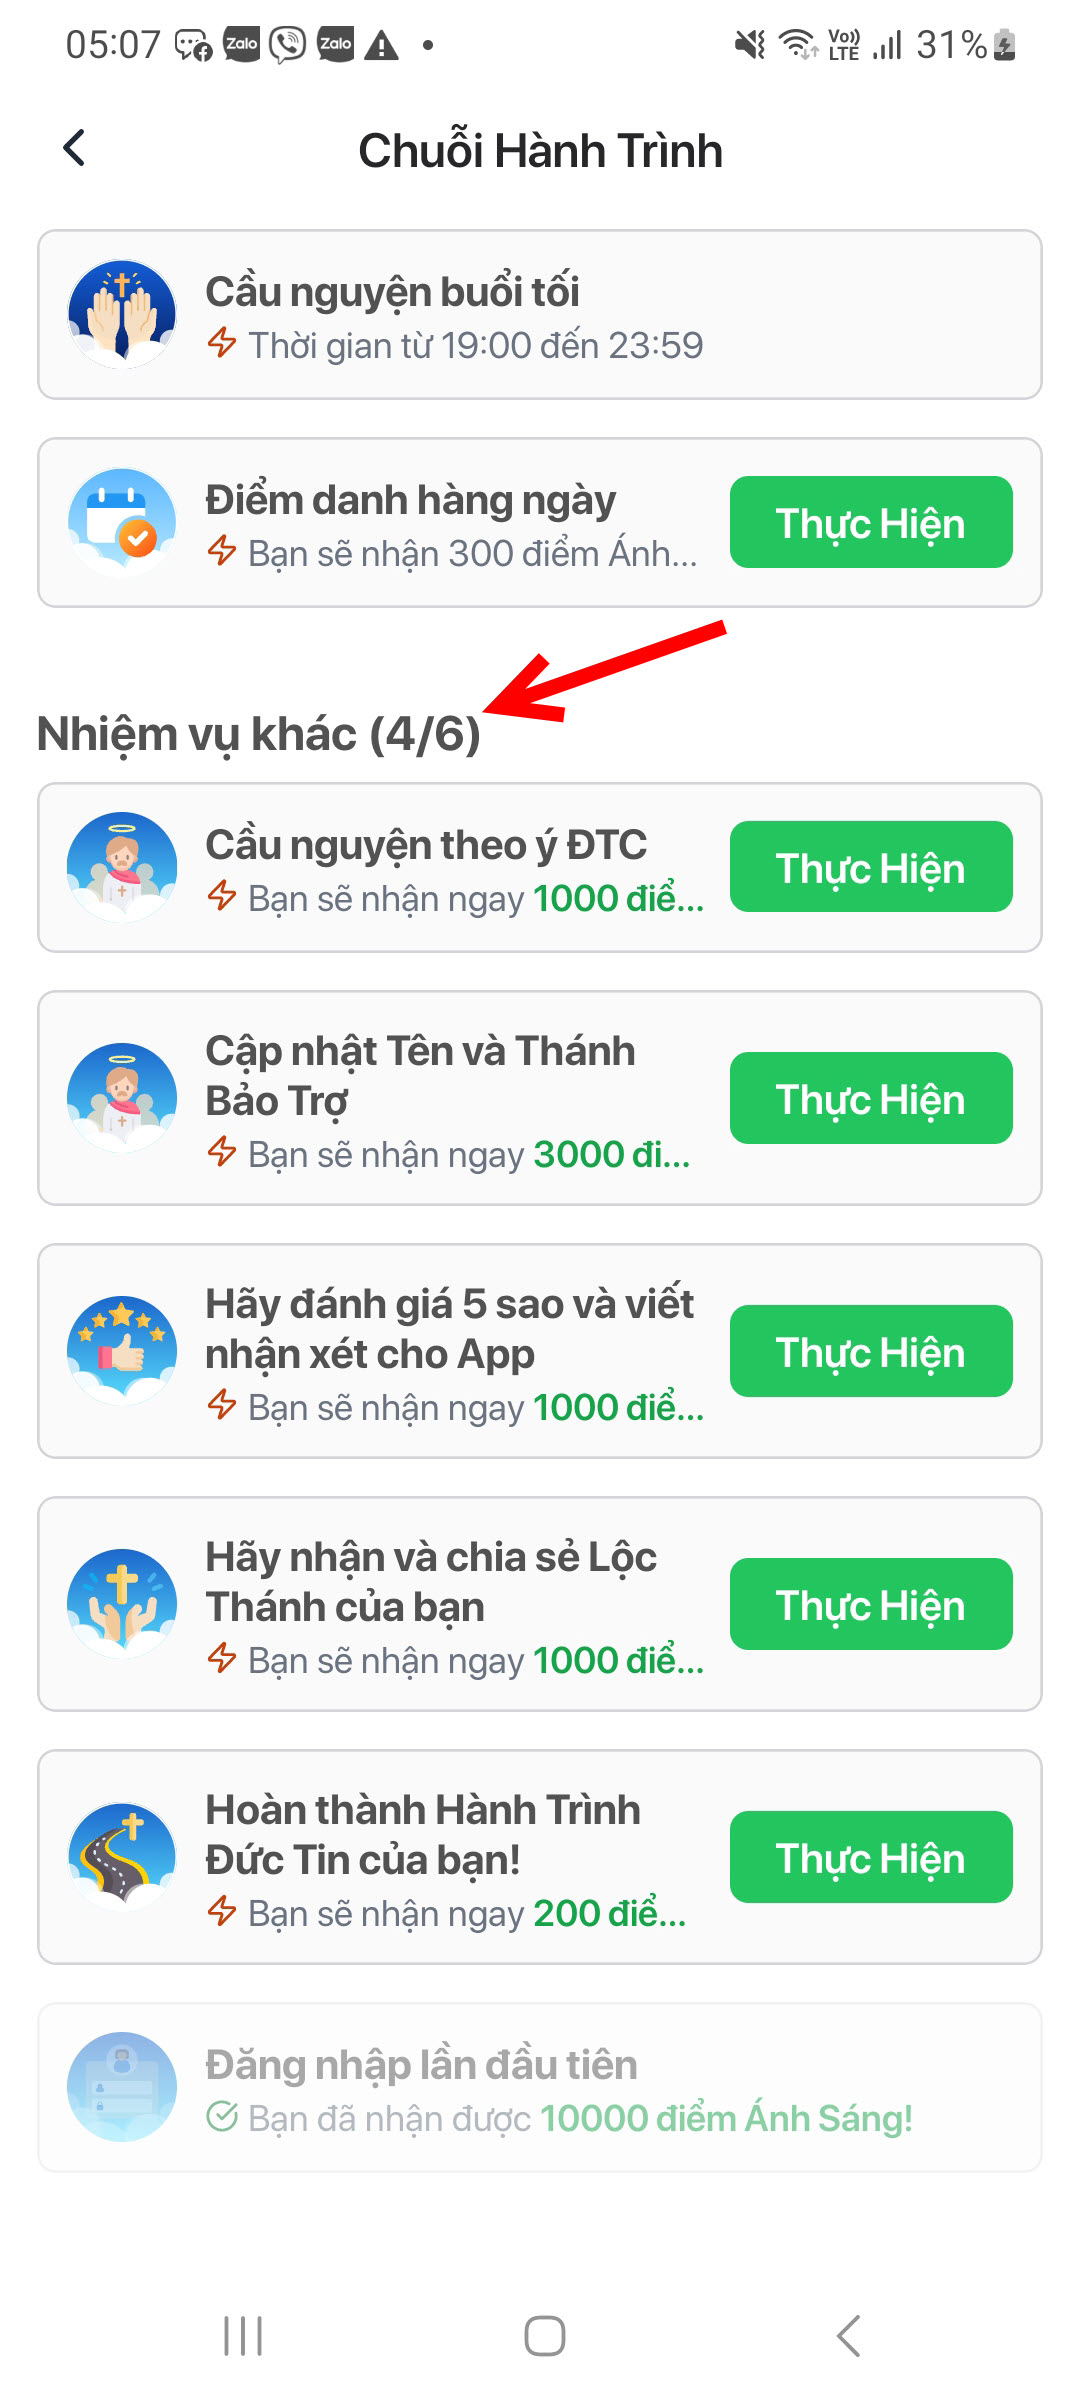 05:07 Zalo Zalo Vo)) LTE 31%
Chuỗi Hành Trình
Cầu nguyện buổi tối
Thời gian từ 19:00 đến 23:59
Điểm danh hàng ngày
Bạn sẽ nhận 300 điểm Ánh...
Thực Hiện
Nhiệm vụ khác (4/6)
Cầu nguyện theo ý ĐTC
Bạn sẽ nhận ngay 1000 điể...
Thực Hiện
Cập nhật Tên và Thánh
Bảo Trợ
Bạn sẽ nhận ngay 3000 đi...
Thực Hiện
Hãy đánh giá 5 sao và viết
nhận xét cho App
Bạn sẽ nhận ngay 1000 điể...
Thực Hiện
Hãy nhận và chia sẻ Lộc
Thánh của bạn
Bạn sẽ nhận ngay 1000 điể...
Thực Hiện
Hoàn thành Hành Trình
Đức Tin của bạn!
Bạn sẽ nhận ngay 200 điể...
Thực Hiện
Đăng nhập lần đầu tiên
Bạn đã nhận được 10000 điểm Ánh Sáng!